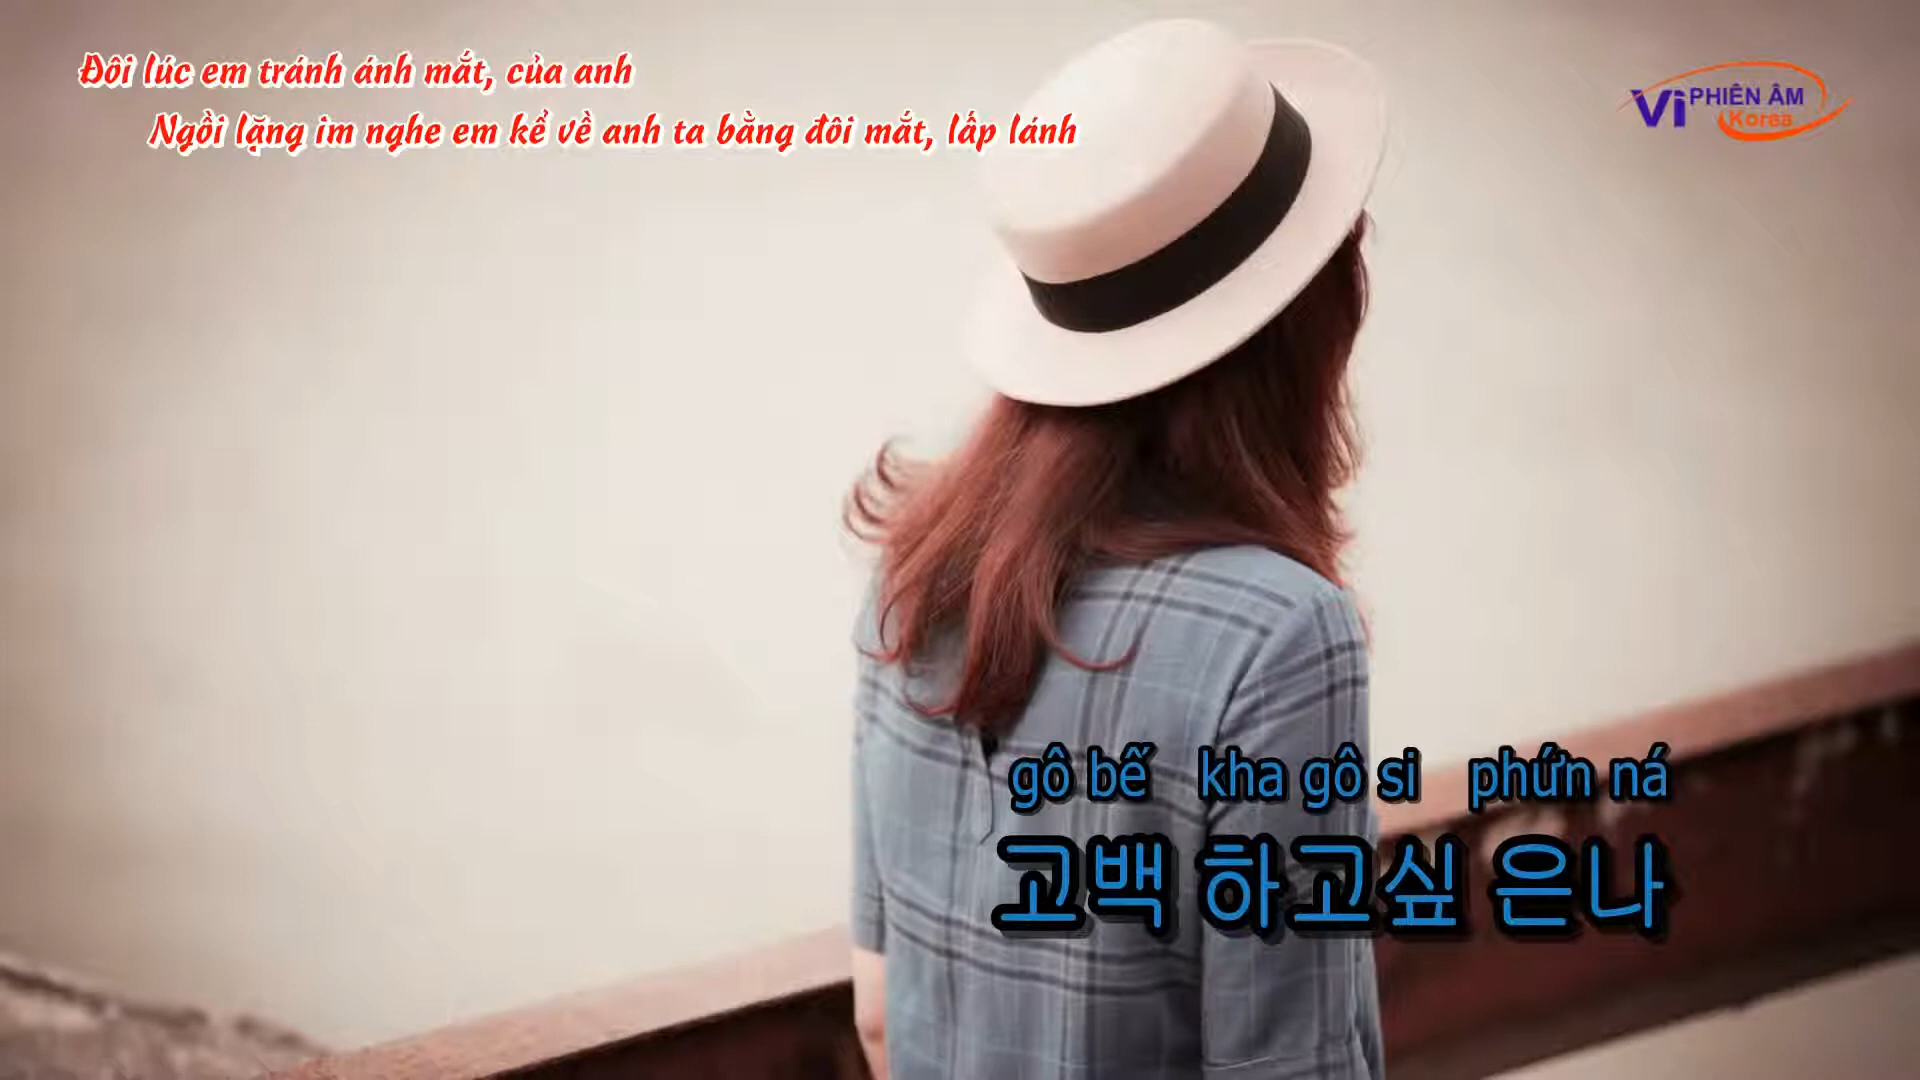 Đôi lúc em tránh ánh mắt, của anh
Ngồi lặng im nghe em kể về anh ta bằng đôi mắt, lấp lánh
Vi PHIÊN ÂM
Korea
gô bẽ kha gô si phứn ná
고백 하고싶 은나